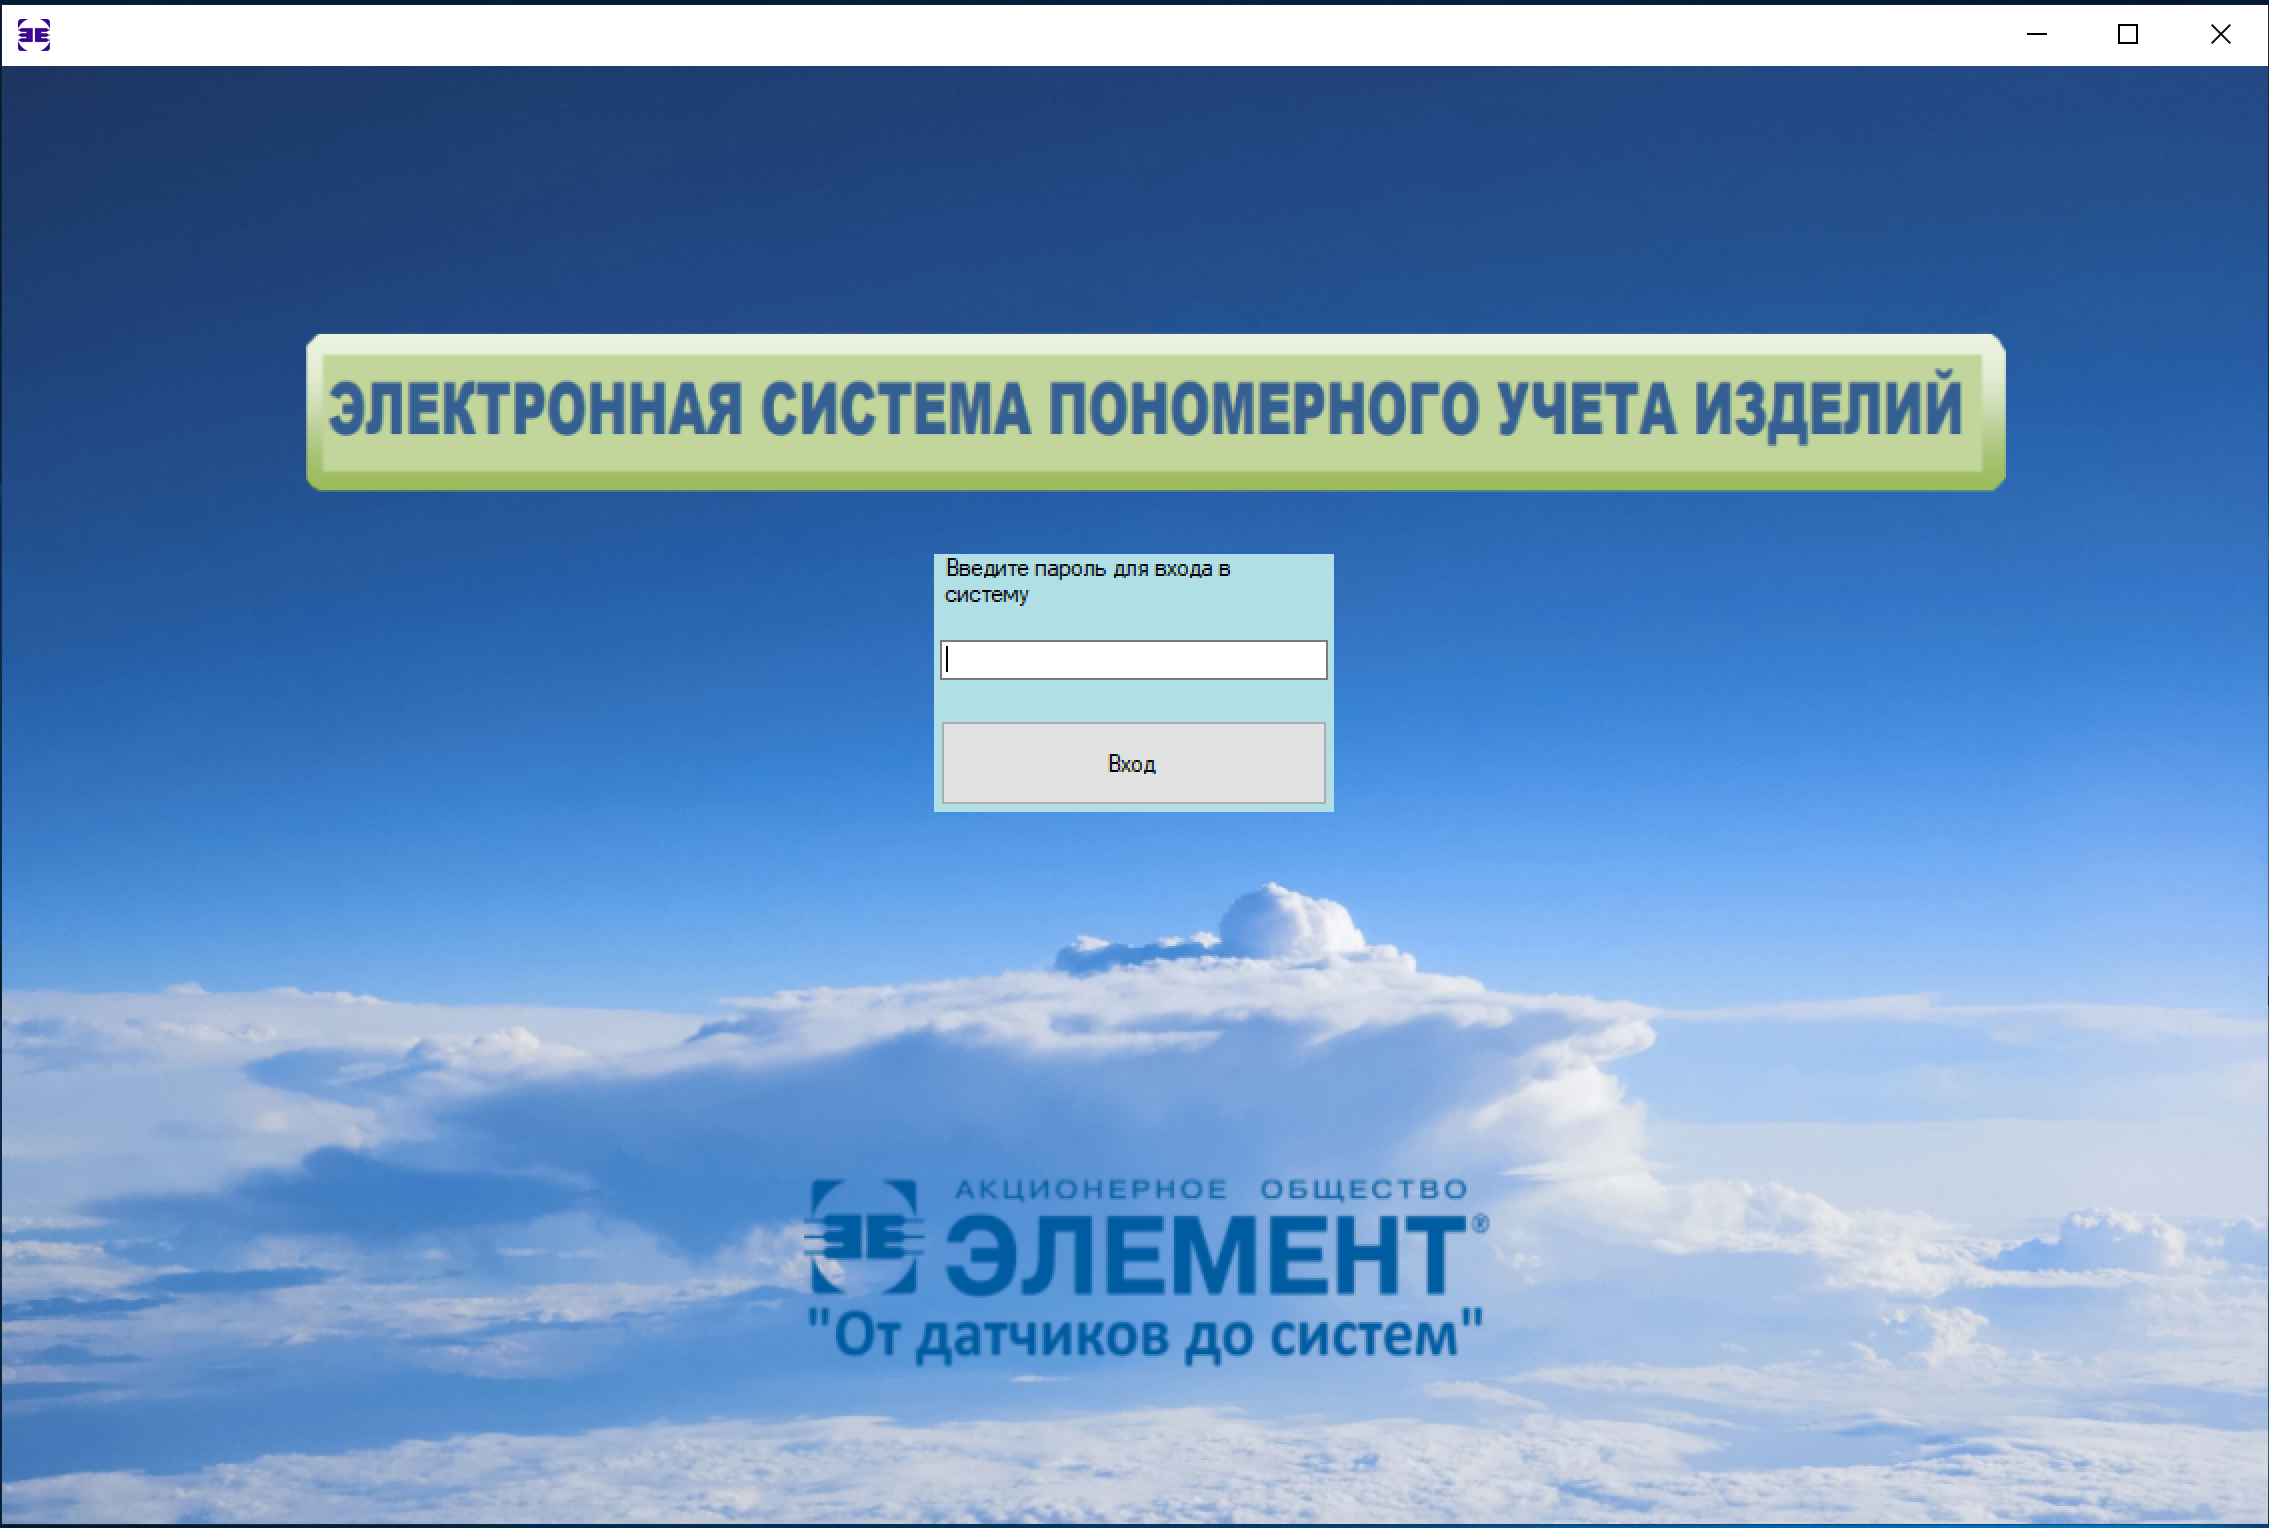 ЭЛЕКТРОННАЯ СИСТЕМА ПОНОМЕРНОГО УЧЕТА ИЗДЕЛИЙ
Введите пароль для входа в
систему
Вход
АКЦИОНЕРНОЕ ОБЩЕСТВО
ЭЛЕМЕНТ®
"От датчиков до систем"